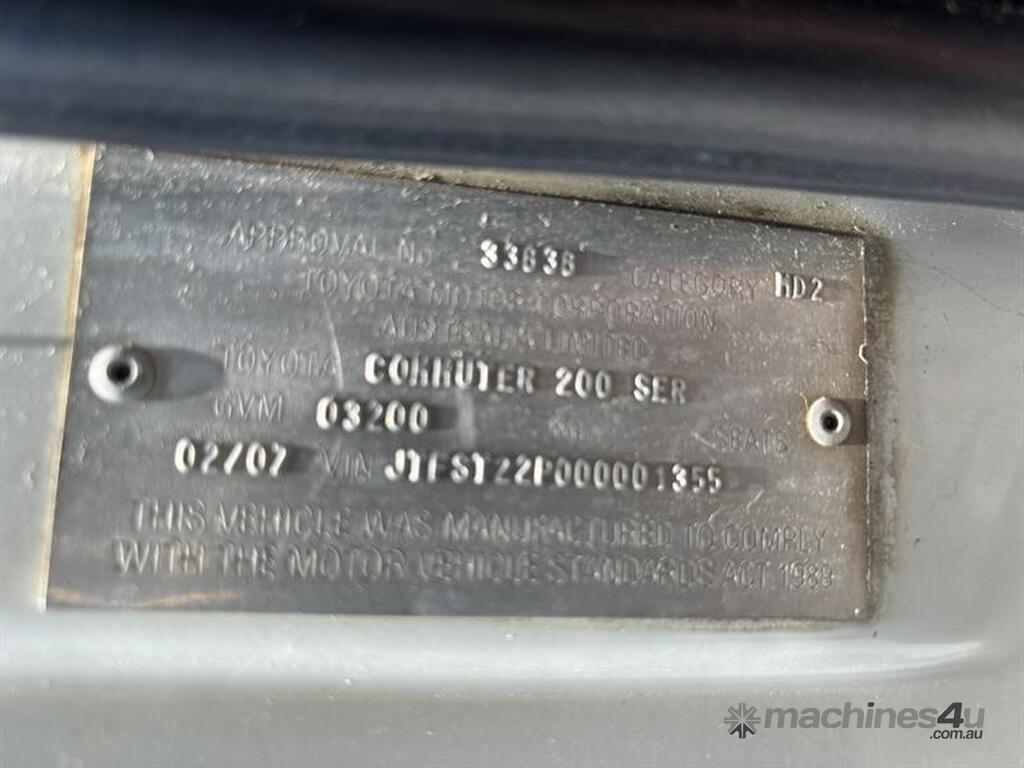 APPROVAL No 33636 CATEGORY MD2
TOYOTA MOTOR CORPORATION
AUSTRALIA LIMITED
TOYOTA COMMUTER 200 SER
GVM 03200 SEATS
02/07 VIN JTFST22P000001355
THIS VEHICLE WAS MANUFACTURED TO COMPLY
WITH THE MOTOR VEHICLE STANDARDS ACT 1989
machines4u
.com.au